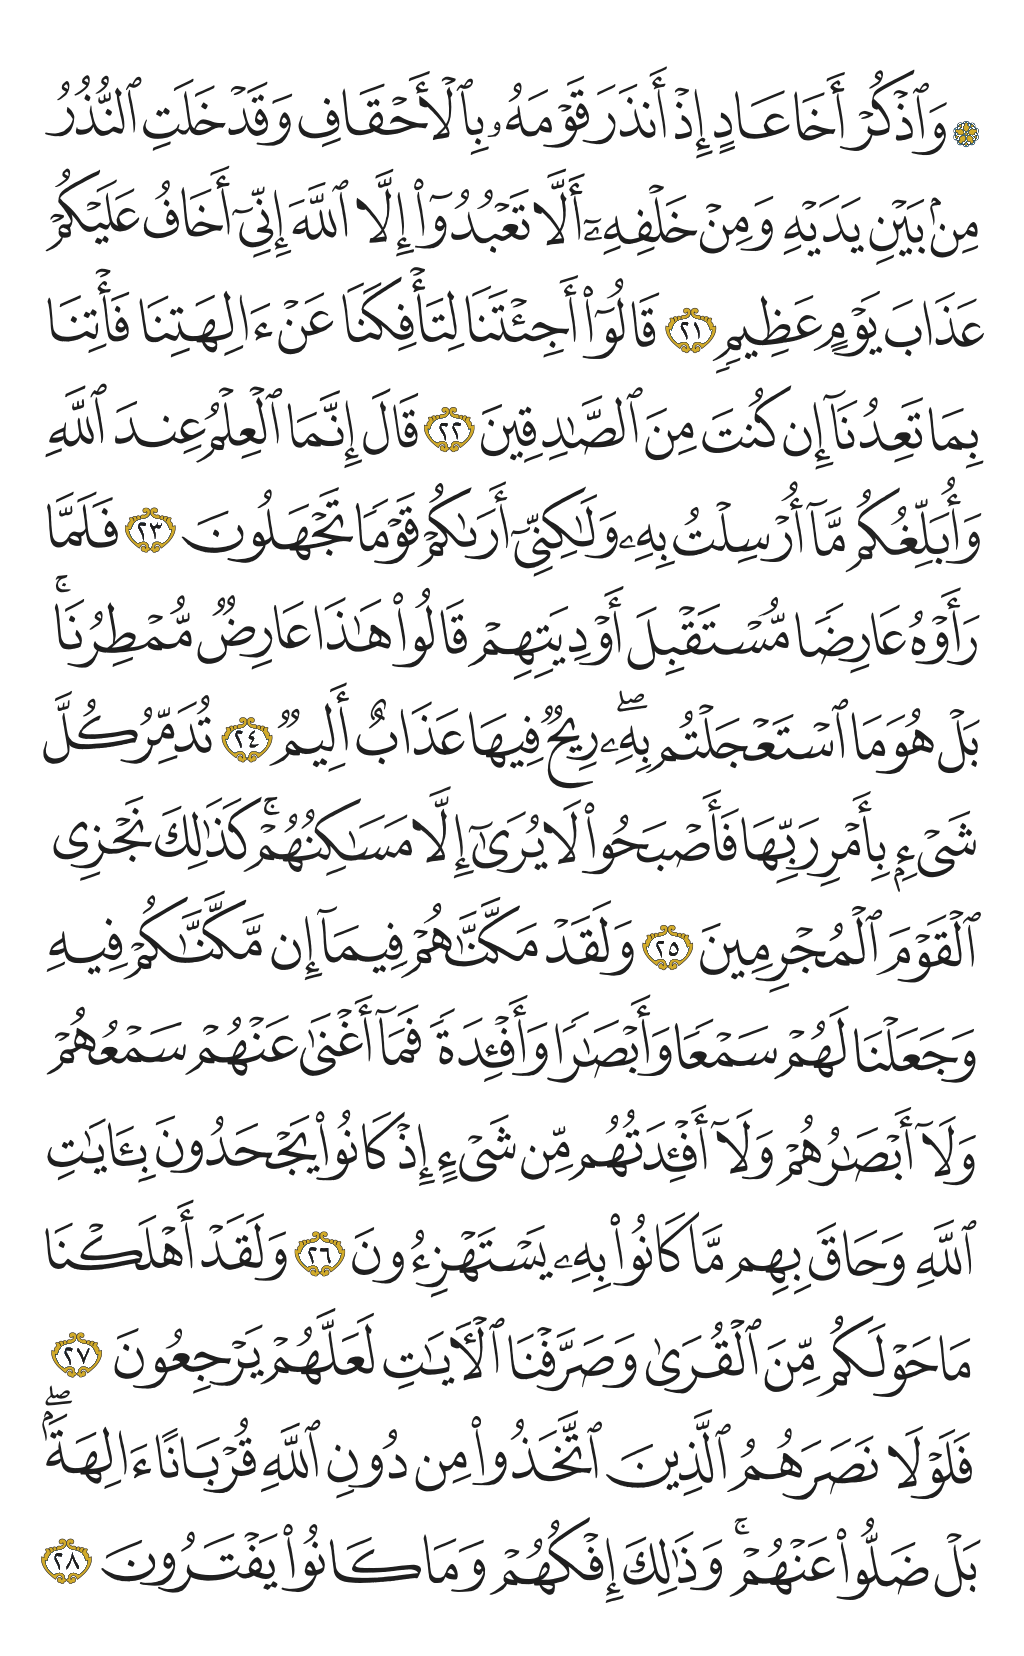 ۞ وَٱذۡكُرۡ أَخَا عَادٍ إِذۡ أَنذَرَ قَوۡمَهُۥ بِٱلۡأَحۡقَافِ وَقَدۡ خَلَتِ ٱلنُّذُرُ
مِنۢ بَيۡنِ يَدَيۡهِ وَمِنۡ خَلۡفِهِۦٓ أَلَّا تَعۡبُدُوٓاْ إِلَّا ٱللَّهَ إِنِّيٓ أَخَافُ عَلَيۡكُمۡ
عَذَابَ يَوۡمٍ عَظِيمٖ ٢١ قَالُوٓاْ أَجِئۡتَنَا لِتَأۡفِكَنَا عَنۡ ءَالِهَتِنَا فَأۡتِنَا
بِمَا تَعِدُنَآ إِن كُنتَ مِنَ ٱلصَّٰدِقِينَ ٢٢ قَالَ إِنَّمَا ٱلۡعِلۡمُ عِندَ ٱللَّهِ
وَأُبَلِّغُكُم مَّآ أُرۡسِلۡتُ بِهِۦ وَلَٰكِنِّيٓ أَرَىٰكُمۡ قَوۡمٗا تَجۡهَلُونَ ٢٣ فَلَمَّا
رَأَوۡهُ عَارِضٗا مُّسۡتَقۡبِلَ أَوۡدِيَتِهِمۡ قَالُواْ هَٰذَا عَارِضٞ مُّمۡطِرُنَاۚ
بَلۡ هُوَ مَا ٱسۡتَعۡجَلۡتُم بِهِۦۖ رِيحٞ فِيهَا عَذَابٌ أَلِيمٞ ٢٤ تُدَمِّرُ كُلَّ
شَيۡءِۭ بِأَمۡرِ رَبِّهَا فَأَصۡبَحُواْ لَا يُرَىٰٓ إِلَّا مَسَٰكِنُهُمۡۚ كَذَٰلِكَ نَجۡزِي
ٱلۡقَوۡمَ ٱلۡمُجۡرِمِينَ ٢٥ وَلَقَدۡ مَكَّنَّٰهُمۡ فِيمَآ إِن مَّكَّنَّٰكُمۡ فِيهِ
وَجَعَلۡنَا لَهُمۡ سَمۡعٗا وَأَبۡصَٰرٗا وَأَفۡـِٔدَةٗ فَمَآ أَغۡنَىٰ عَنۡهُمۡ سَمۡعُهُمۡ
وَلَآ أَبۡصَٰرُهُمۡ وَلَآ أَفۡـِٔدَتُهُم مِّن شَيۡءٍ إِذۡ كَانُواْ يَجۡحَدُونَ بِـَٔايَٰتِ
ٱللَّهِ وَحَاقَ بِهِم مَّا كَانُواْ بِهِۦ يَسۡتَهۡزِءُونَ ٢٦ وَلَقَدۡ أَهۡلَكۡنَا
مَا حَوۡلَكُم مِّنَ ٱلۡقُرَىٰ وَصَرَّفۡنَا ٱلۡأٓيَٰتِ لَعَلَّهُمۡ يَرۡجِعُونَ ٢٧
فَلَوۡلَا نَصَرَهُمُ ٱلَّذِينَ ٱتَّخَذُواْ مِن دُونِ ٱللَّهِ قُرۡبَانًا ءَالِهَةَۢۖ
بَلۡ ضَلُّواْ عَنۡهُمۡۚ وَذَٰلِكَ إِفۡكُهُمۡ وَمَا كَانُواْ يَفۡتَرُونَ ٢٨